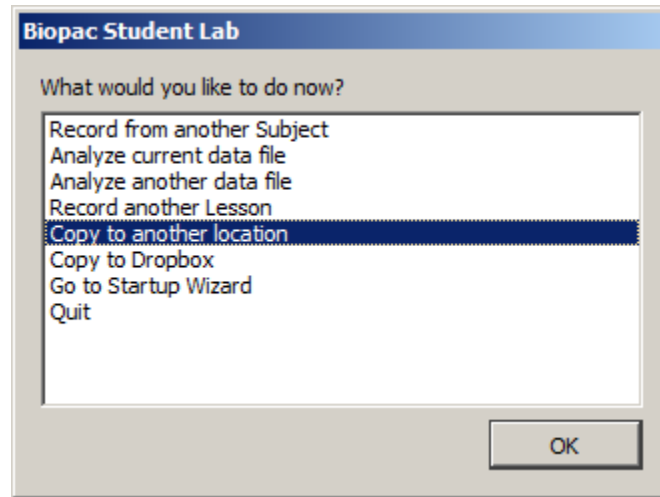 Biopac Student Lab
What would you like to do now?
Record from another Subject
Analyze current data file
Analyze another data file
Record another Lesson
Copy to another location
Copy to Dropbox
Go to Startup Wizard
Quit
OK